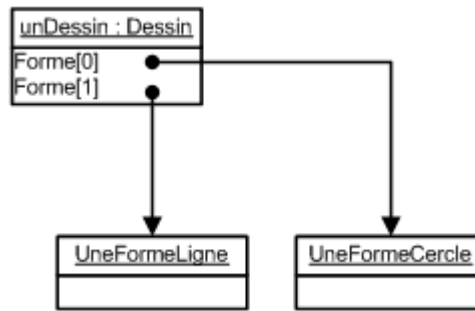 unDessin : Dessin
Forme[0]
Forme[1]
UneFormeLigne
UneFormeCercle